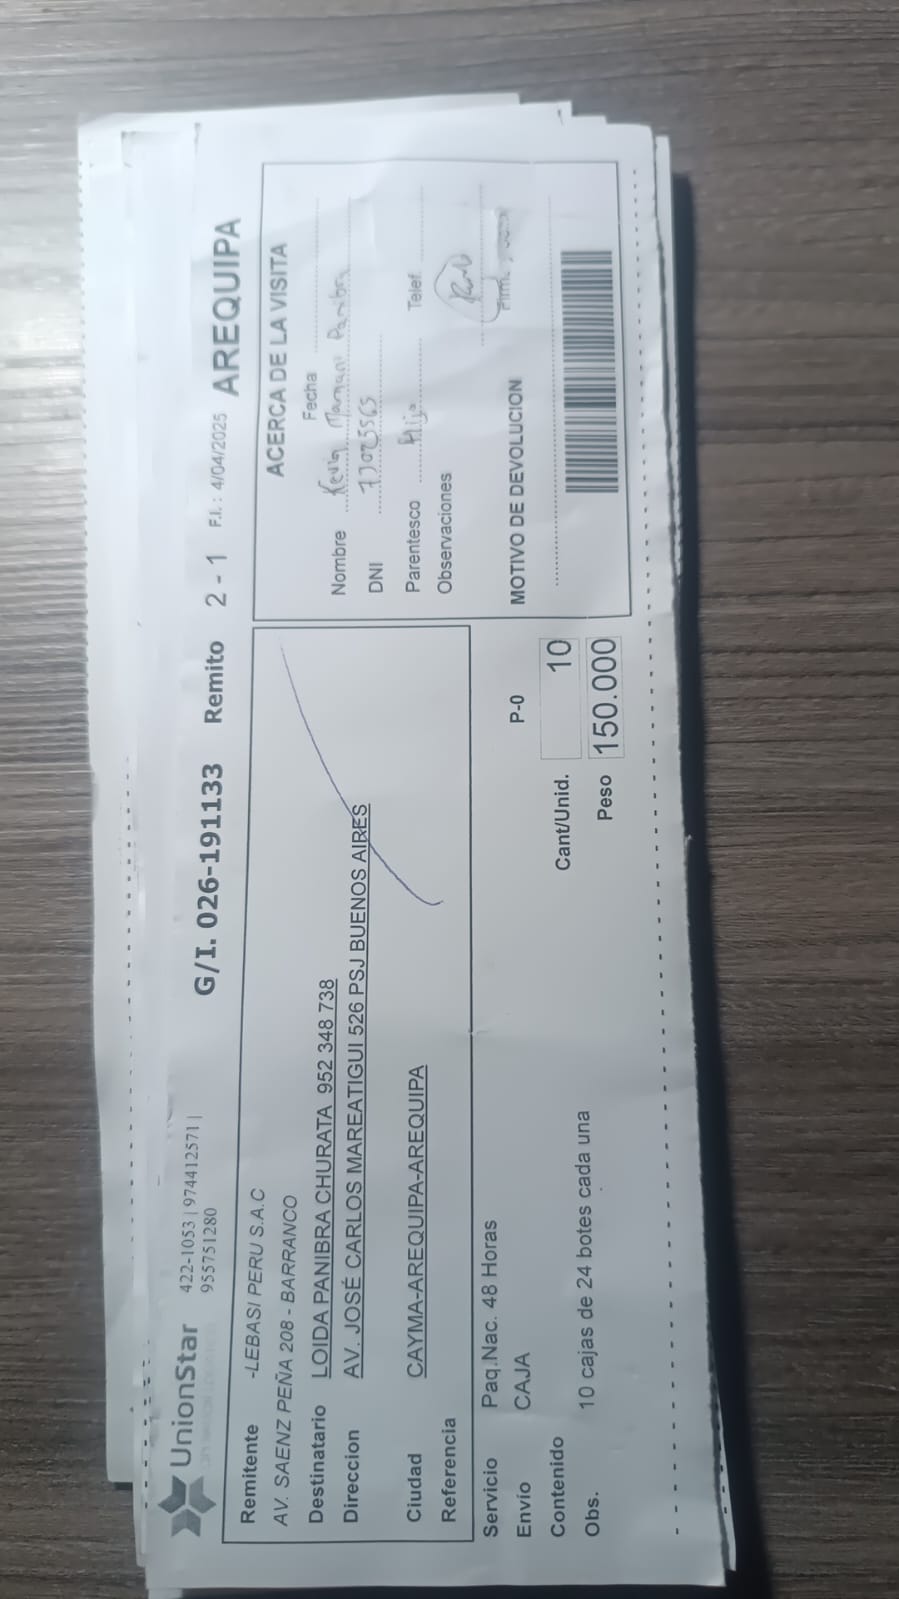 UnionStar
422-1053 | 974412571 |
955751280
G/I. 026-191133 Remito 2 - 1 F.I. : 4/04/2025 AREQUIPA
Remitente -LEBASI PERU S.A.C
AV. SAENZ PEÑA 208 - BARRANCO
Destinatario LOIDA PANIBRA CHURATA 952 348 738
Direccion AV. JOSÉ CARLOS MAREATIGUI 526 PSJ BUENOS AIRES
Ciudad CAYMA-AREQUIPA-AREQUIPA
Referencia
Servicio Paq.Nac. 48 Horas
Envío CAJA P-0
Contenido Cant/Unid. 10
Obs. 10 cajas de 24 botes cada una Peso 150.000
ACERCA DE LA VISITA
Fecha
Nombre Kevin Mamani
DNI
Parentesco Hijo Telef.
Observaciones
MOTIVO DE DEVOLUCION